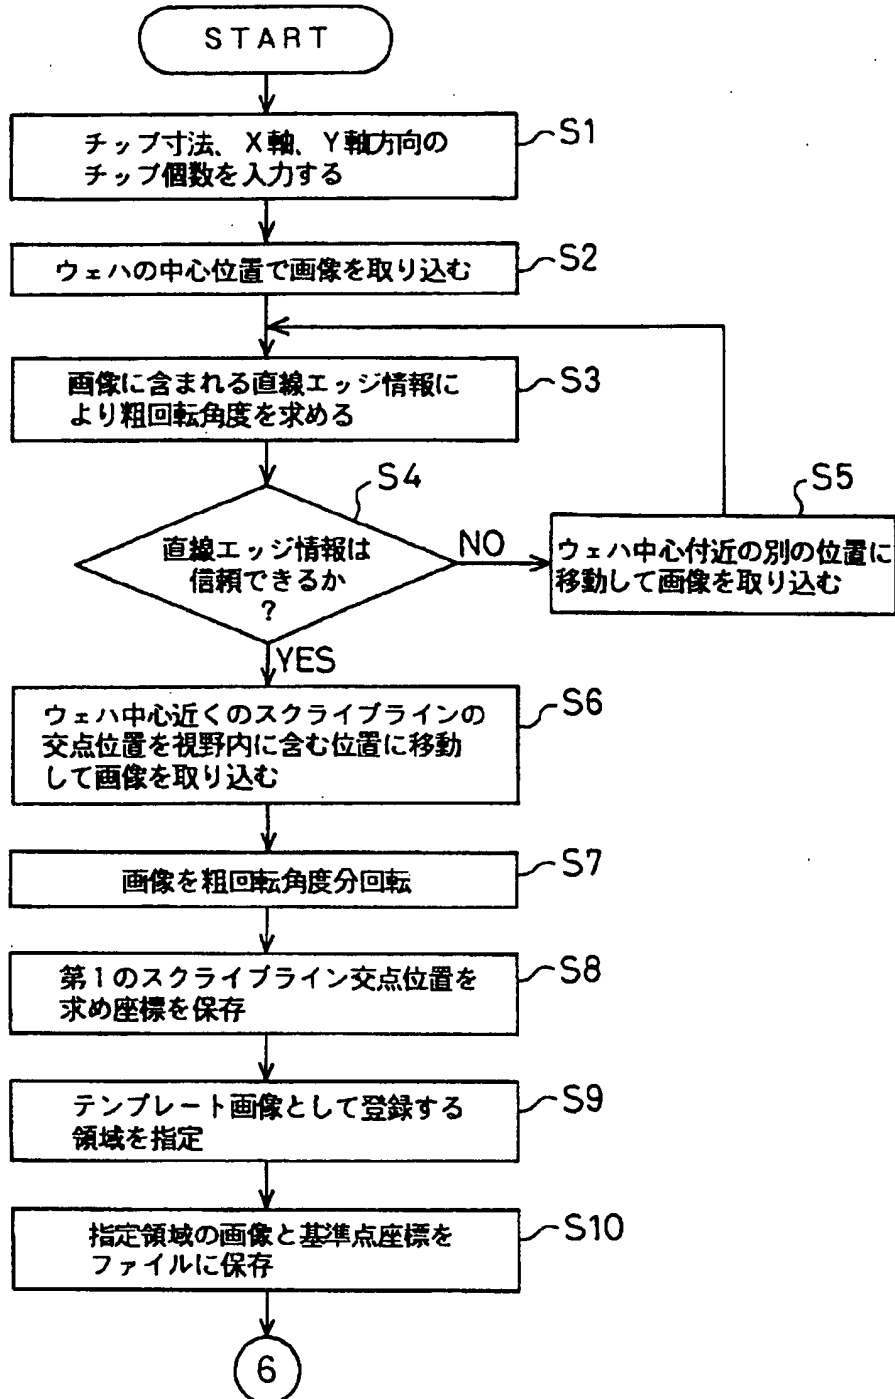 START
チップ寸法、X軸、Y軸方向の
チップ個数を入力する
S1
ウェハの中心位置で画像を取り込む
S2
画像に含まれる直線エッジ情報に
より粗回転角度を求める
S3
S4
直線エッジ情報は
信頼できるか
?
NO
YES
S5
ウェハ中心付近の別の位置に
移動して画像を取り込む
ウェハ中心近くのスクライブラインの
交点位置を視野内に含む位置に移動
して画像を取り込む
S6
画像を粗回転角度分回転
S7
第1のスクライブライン交点位置を
求め座標を保存
S8
テンプレート画像として登録する
領域を指定
S9
指定領域の画像と基準点座標を
ファイルに保存
S10
6